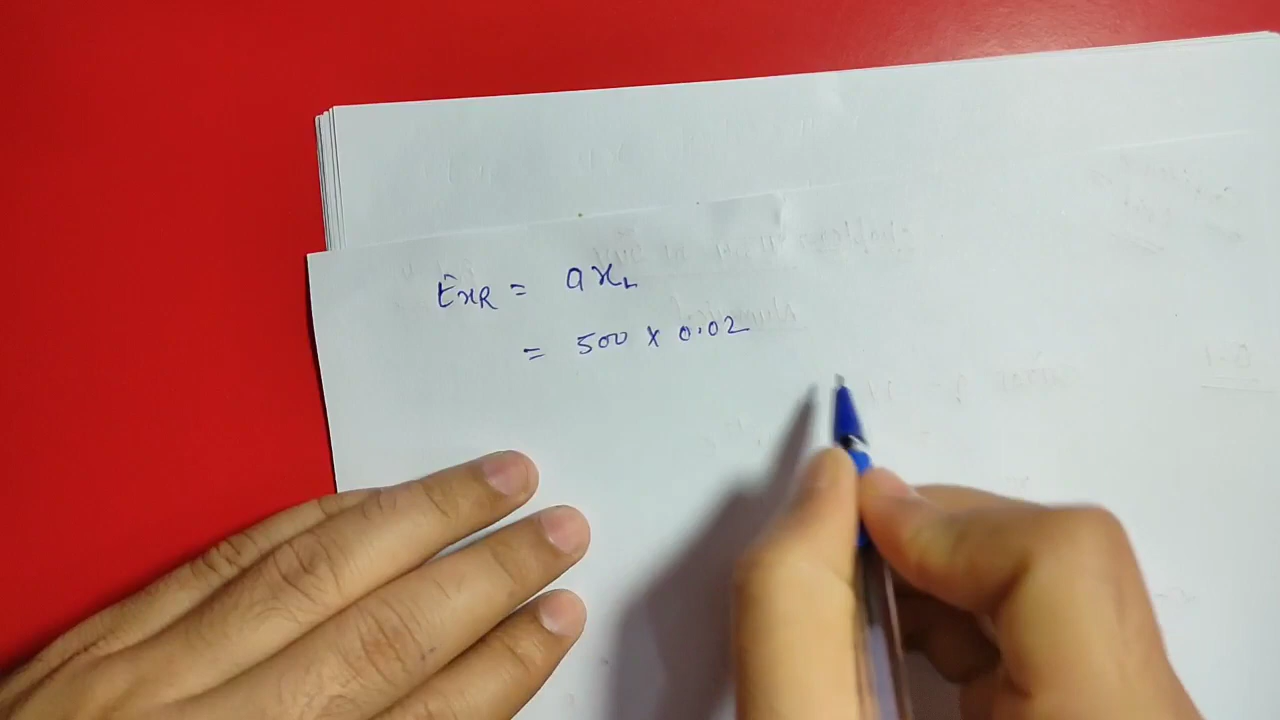 ExR = axL
= 500 x 0.02